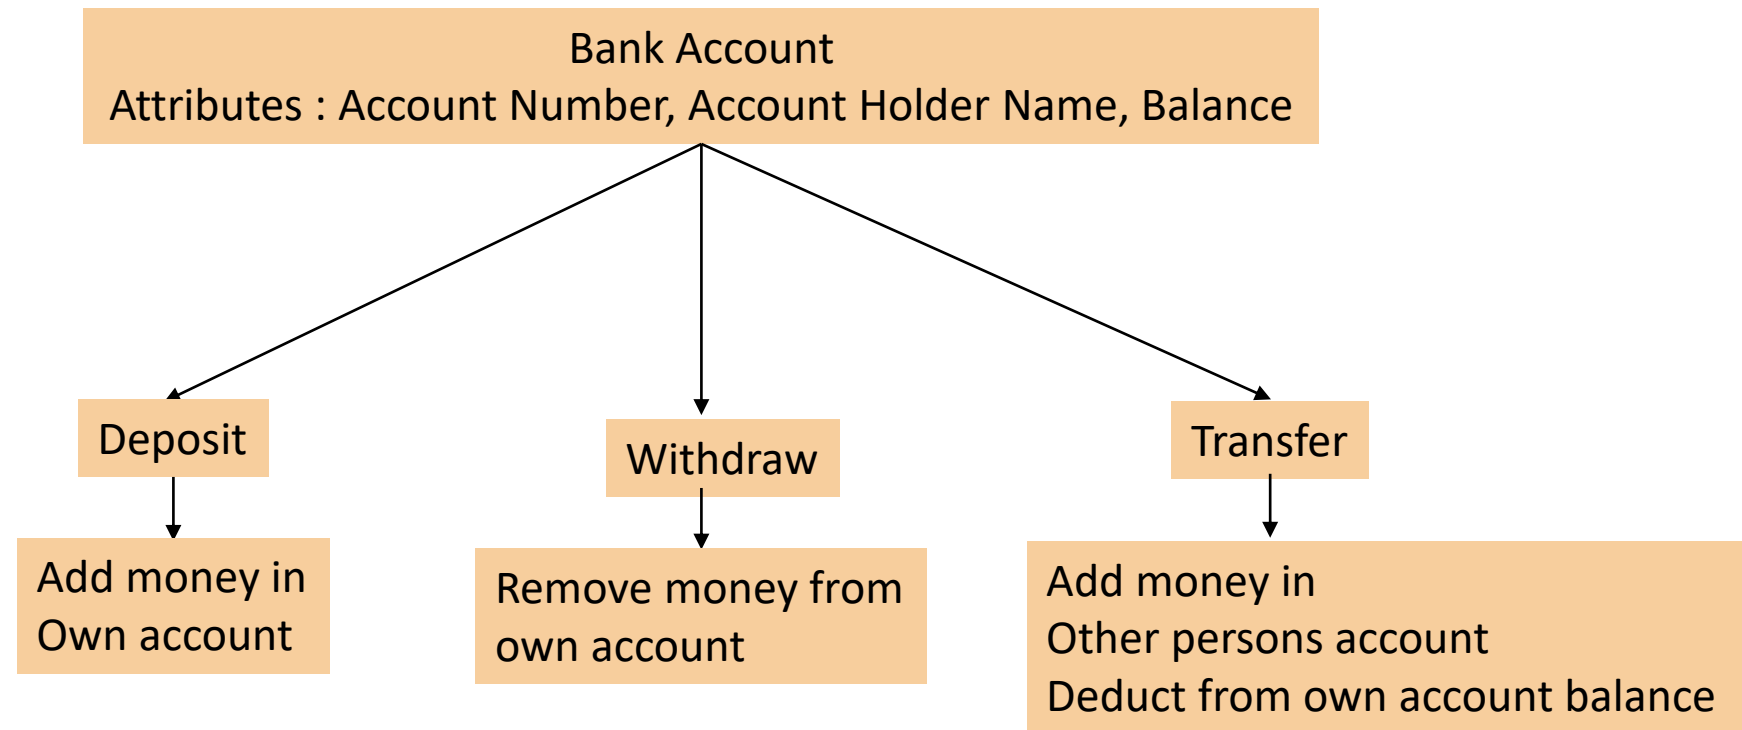 Bank Account
Attributes : Account Number, Account Holder Name, Balance
Deposit
Withdraw
Transfer
Add money in
Own account
Remove money from
own account
Add money in
Other persons account
Deduct from own account balance